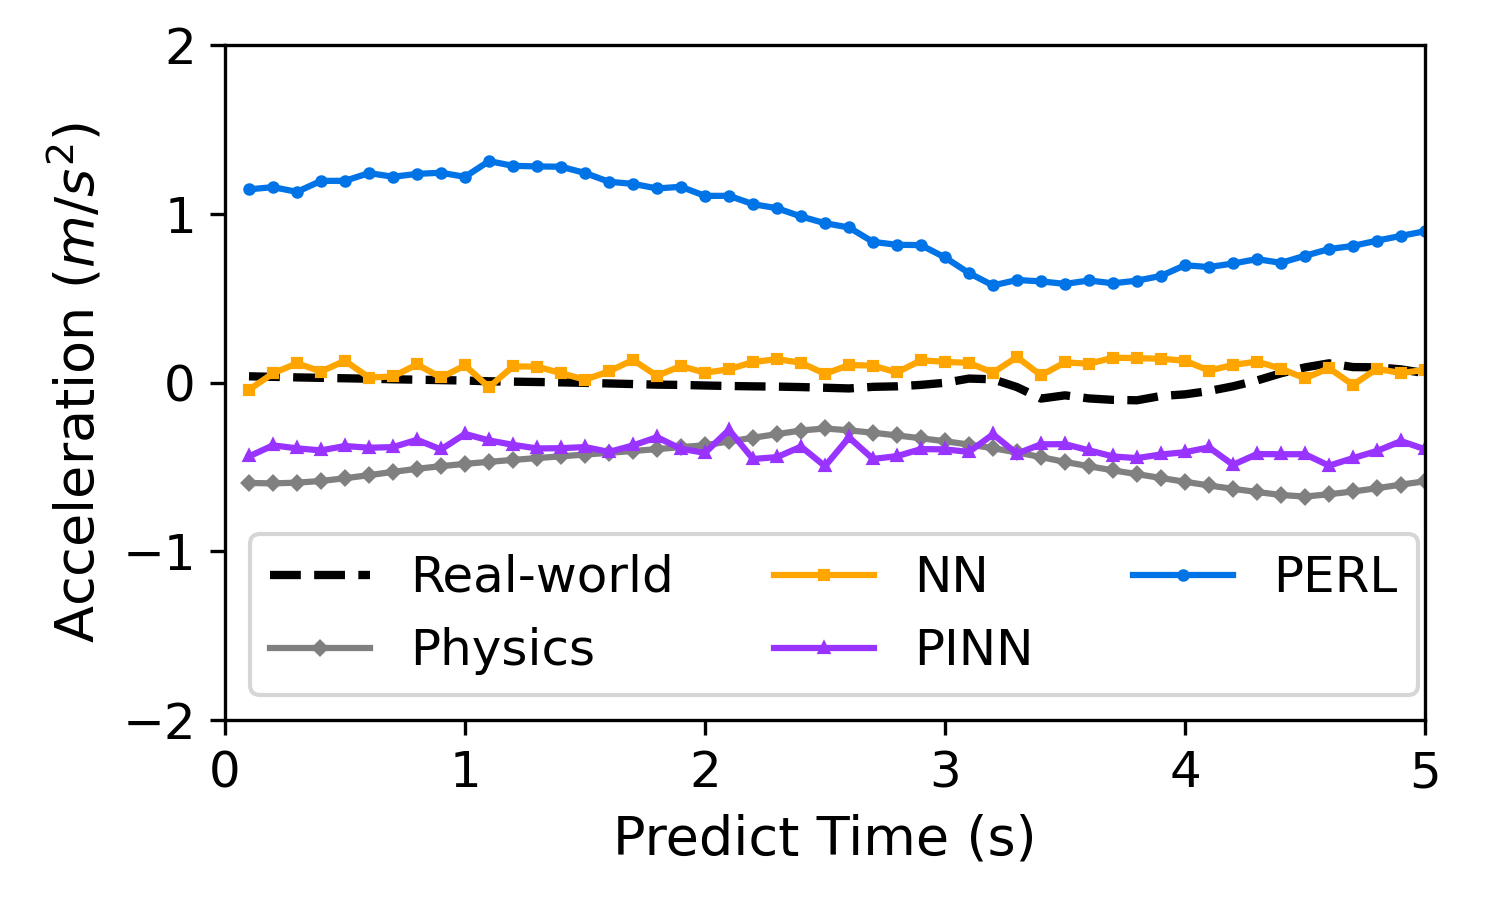 2
1
0
−1
−2
Acceleration (m/s²)
Real-world
NN
PERL
Physics
PINN
0 1 2 3 4 5
Predict Time (s)